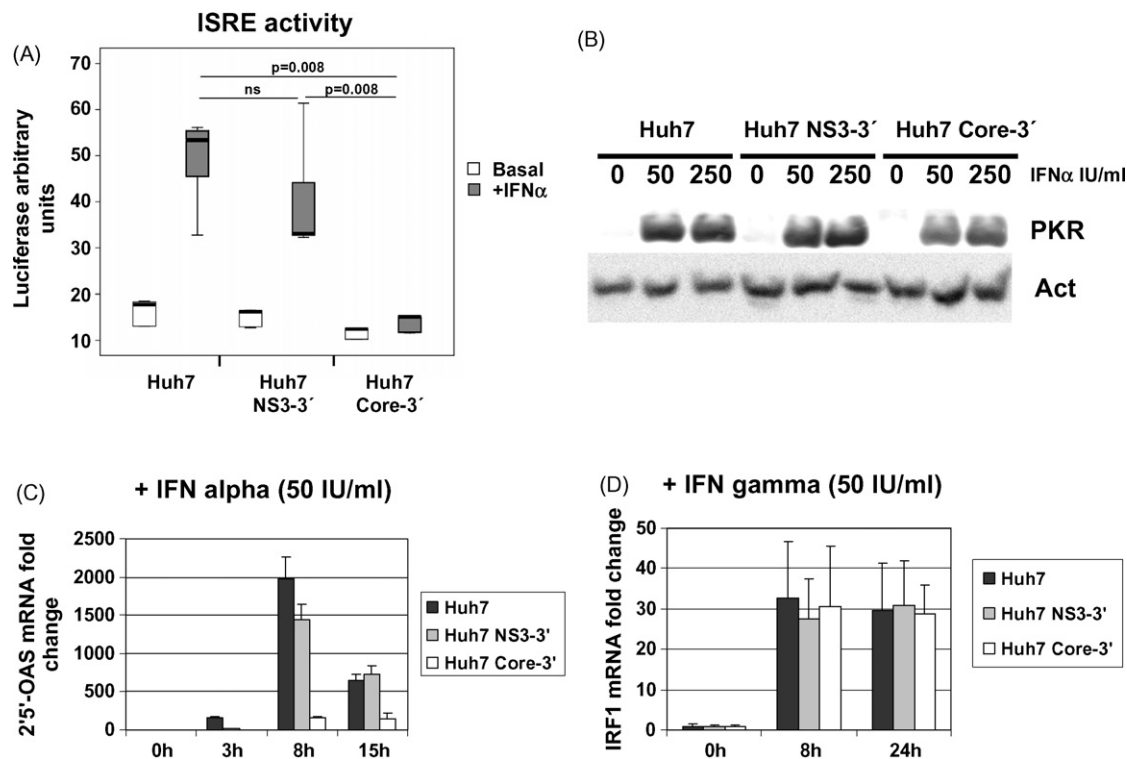 (A)
ISRE activity
Luciferase arbitrary
units
70
60
50
40
30
20
10
p=0.008
ns
p=0.008
Basal
+IFNα
Huh7
Huh7
NS3-3´
Huh7
Core-3´
(B)
Huh7 Huh7 NS3-3´ Huh7 Core-3´
0 50 250 0 50 250 0 50 250 IFNα IU/ml
PKR
Act
(C)
+ IFN alpha (50 IU/ml)
2'5'-OAS mRNA fold
change
2500
2000
1500
1000
500
0
0h 3h 8h 15h
Huh7
Huh7 NS3-3'
Huh7 Core-3'
(D)
+ IFN gamma (50 IU/ml)
IRF1 mRNA fold change
50
40
30
20
10
0
0h 8h 24h
Huh7
Huh7 NS3-3'
Huh7 Core-3'